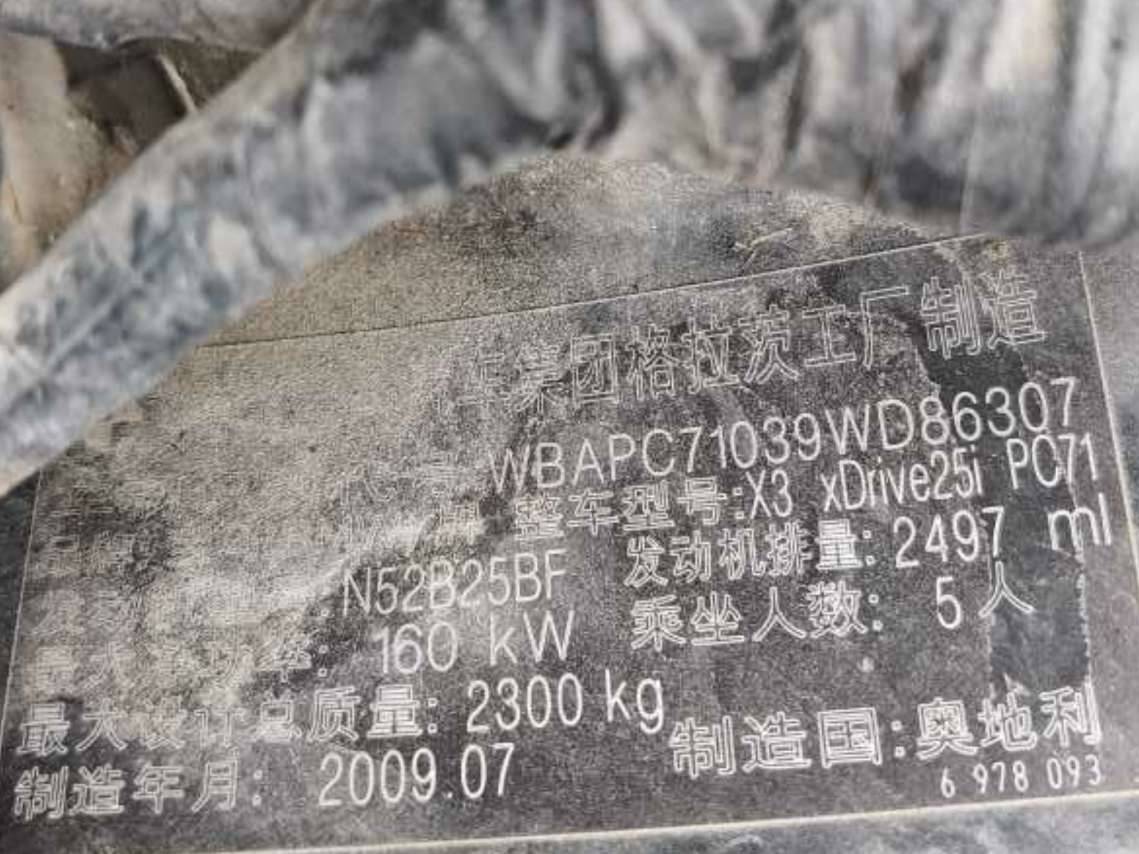 集团格拉茨工厂 制造
WBAPC71039WD86307
整车型号:X3 xDrive25i PC71
N52B25BF 发动机排量: 2497 ml
率: 160 kW 乘坐人数: 5人
最大设计总质量: 2300 kg
制造年月: 2009.07 制造国:奥地利
6 978 093